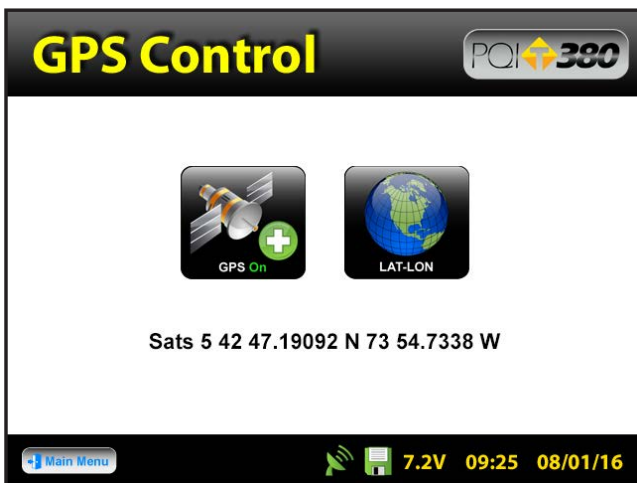 GPS Control
PQI 380
GPS On
LAT-LON
Sats 5 42 47.19092 N 73 54.7338 W
Main Menu
7.2V 09:25 08/01/16